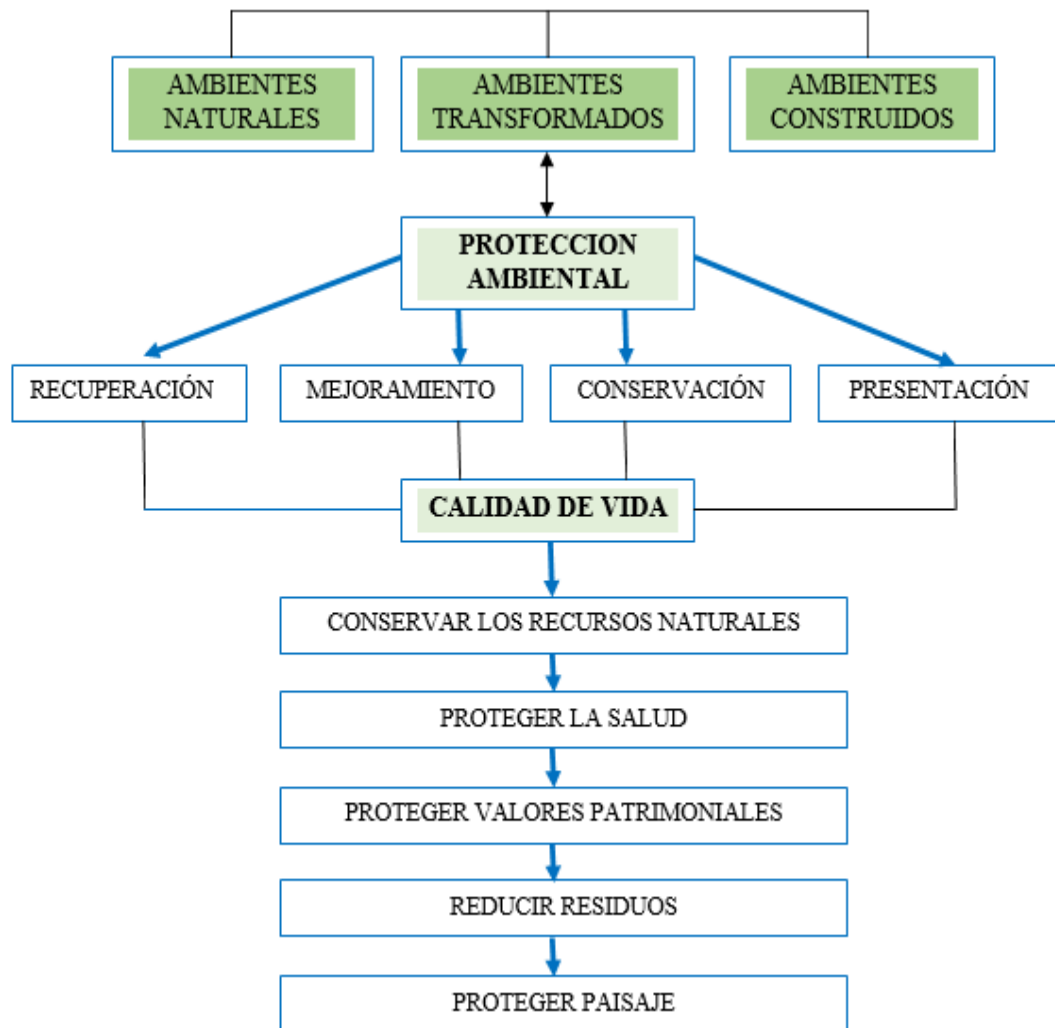 AMBIENTES
NATURALES
AMBIENTES
TRANSFORMADOS
AMBIENTES
CONSTRUIDOS
PROTECCION
AMBIENTAL
RECUPERACIÓN
MEJORAMIENTO
CONSERVACIÓN
PRESENTACIÓN
CALIDAD DE VIDA
CONSERVAR LOS RECURSOS NATURALES
PROTEGER LA SALUD
PROTEGER VALORES PATRIMONIALES
REDUCIR RESIDUOS
PROTEGER PAISAJE